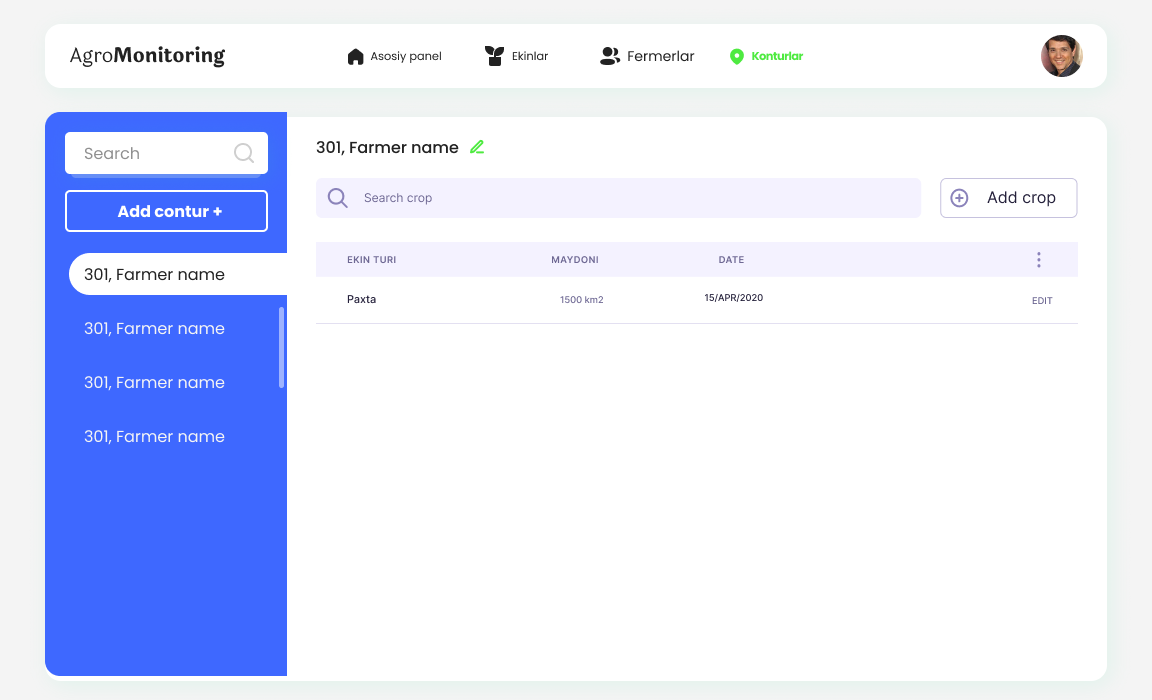 AgroMonitoring
Asosiy panel
Ekinlar
Fermerlar
Konturlar
Search
Add contur +
301, Farmer name
301, Farmer name
301, Farmer name
301, Farmer name
301, Farmer name
Search crop
Add crop
EKIN TURI MAYDONI DATE
Paxta 1500 km2 15/APR/2020 EDIT